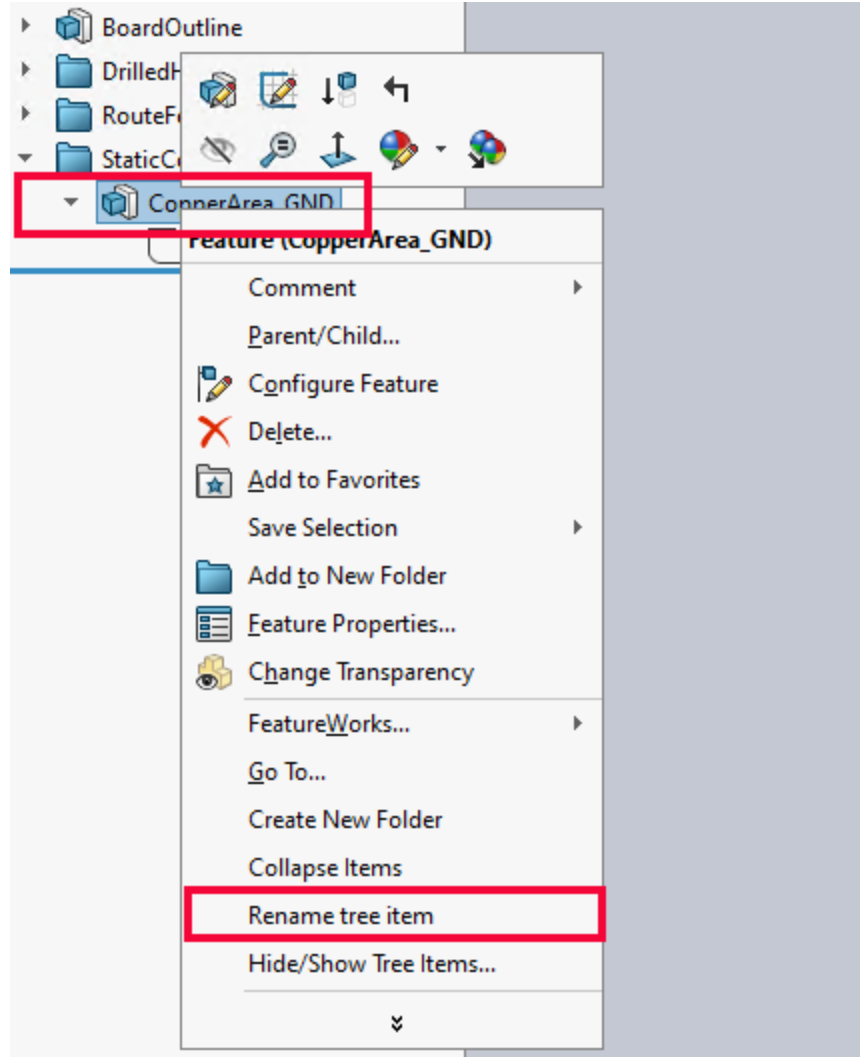 BoardOutline
DrilledH
RouteFe
StaticCo
CopperArea_GND
Feature (CopperArea_GND)
Comment
Parent/Child...
Configure Feature
Delete...
Add to Favorites
Save Selection
Add to New Folder
Feature Properties...
Change Transparency
FeatureWorks...
Go To...
Create New Folder
Collapse Items
Rename tree item
Hide/Show Tree Items...